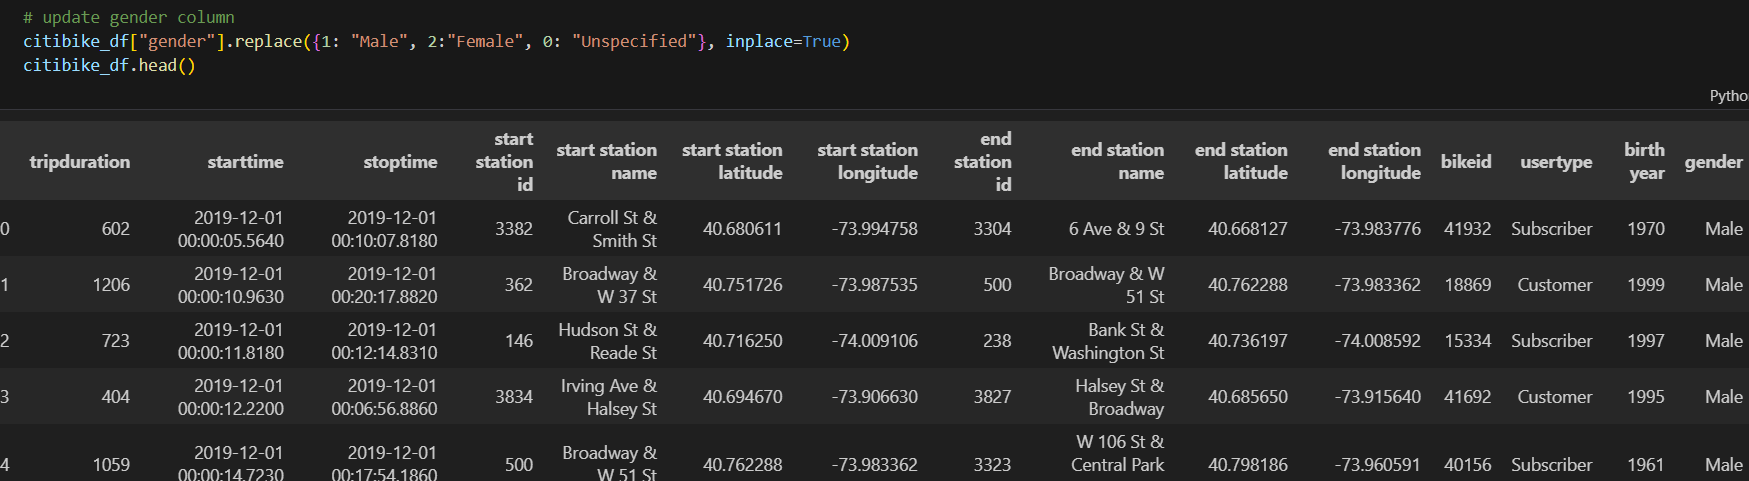 # update gender column
citibike_df["gender"].replace({1: "Male", 2:"Female", 0: "Unspecified"}, inplace=True)
citibike_df.head()
Pytho
tripduration starttime stoptime start station id start station name start station latitude start station longitude end station id end station name end station latitude end station longitude bikeid usertype birth year gender
0 602 2019-12-01 00:00:05.5640 2019-12-01 00:10:07.8180 3382 Carroll St & Smith St 40.680611 -73.994758 3304 6 Ave & 9 St 40.668127 -73.983776 41932 Subscriber 1970 Male
1 1206 2019-12-01 00:00:10.9630 2019-12-01 00:20:17.8820 362 Broadway & W 37 St 40.751726 -73.987535 500 Broadway & W 51 St 40.762288 -73.983362 18869 Customer 1999 Male
2 723 2019-12-01 00:00:11.8180 2019-12-01 00:12:14.8310 146 Hudson St & Reade St 40.716250 -74.009106 238 Bank St & Washington St 40.736197 -74.008592 15334 Subscriber 1997 Male
3 404 2019-12-01 00:00:12.2200 2019-12-01 00:06:56.8860 3834 Irving Ave & Halsey St 40.694670 -73.906630 3827 Halsey St & Broadway 40.685650 -73.915640 41692 Customer 1995 Male
4 1059 2019-12-01 00:00:14.7230 2019-12-01 00:17:54.1860 500 Broadway & W 51 St 40.762288 -73.983362 3323 W 106 St & Central Park 40.798186 -73.960591 40156 Subscriber 1961 Male